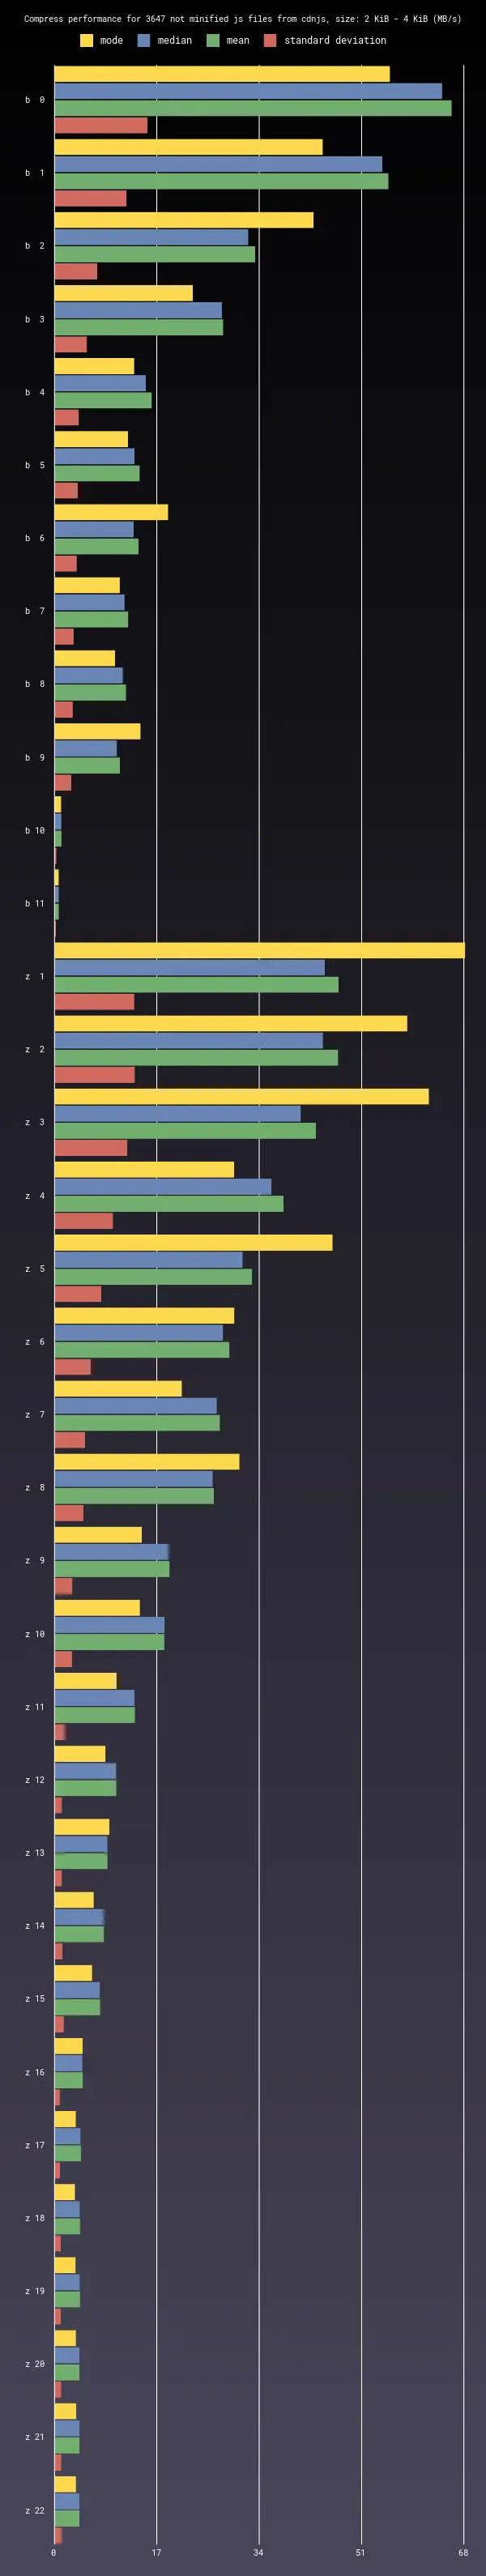 Compress performance for 3647 not minified js files from cdnjs, size: 2 KiB - 4 KiB (MB/s)
mode median mean standard deviation
b 0
b 1
b 2
b 3
b 4
b 5
b 6
b 7
b 8
b 9
b 10
b 11
z 1
z 2
z 3
z 4
z 5
z 6
z 7
z 8
z 9
z 10
z 11
z 12
z 13
z 14
z 15
z 16
z 17
z 18
z 19
z 20
z 21
z 22
0 17 34 51 68